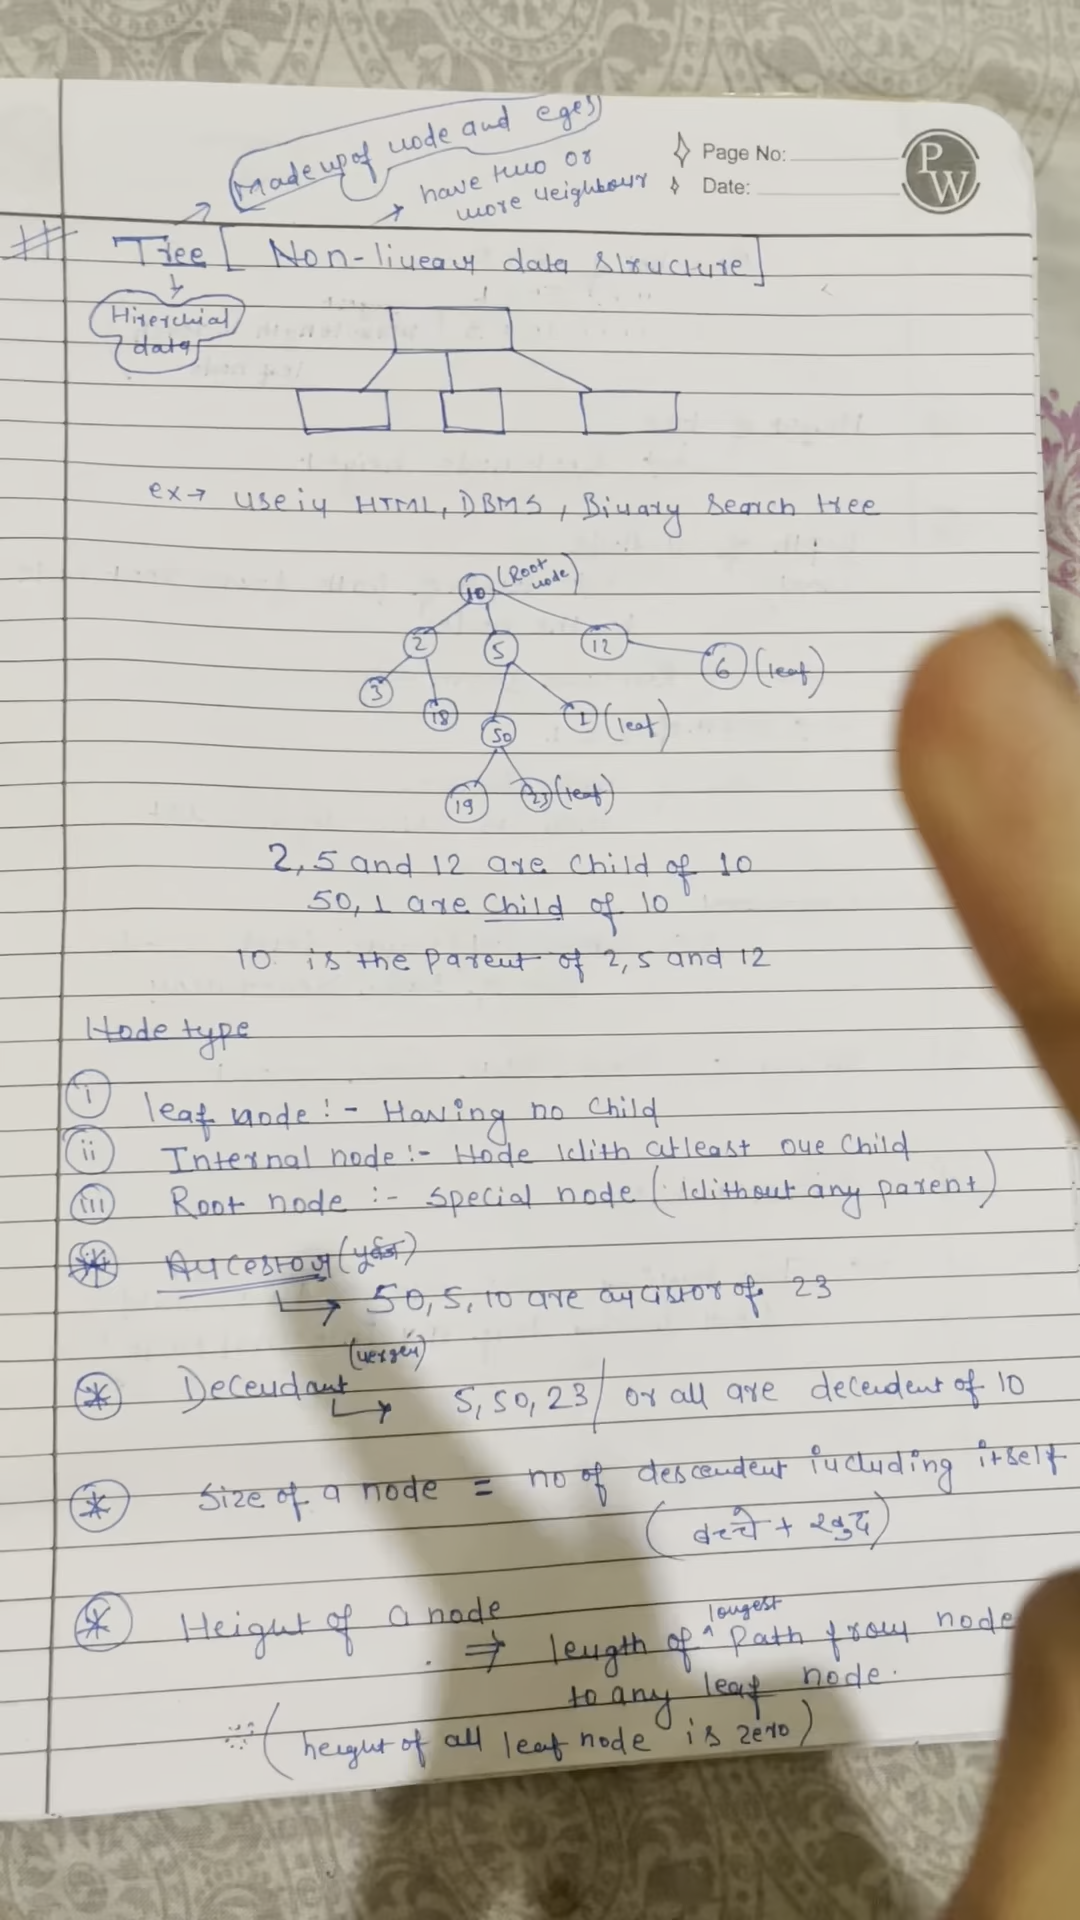 Made up of node and eges
have two or
more neighbour
Page No:
Date:
PW
# Tree [ Non-linear data structure ]
Hirerchial
data
ex→ use in HTML, DBMS, Binary Search tree
10 (Root
node)
2 5 12
6 (leaf)
3 18 1 (leaf)
50
19 23 (leaf)
2, 5 and 12 are Child of 10
50, 1 are Child of 10
10 is the Parent of 2, 5 and 12
Node type
i leaf node :- Having no Child
ii Internal node :- Node With atleast one Child
iii Root node :- special node (Without any parent)
* Ancestor (पूर्वज)
↳ 50, 5, 10 are ancistor of 23
* Decendant
↳ 5, 50, 23 / or all are decendent of 10
* Size of a node = no of descendent including itself
(बच्चे + खुद)
* Height of a node
⇒ length of ^ longest Path from node
to any leaf node.
(height of all leaf node is zero)